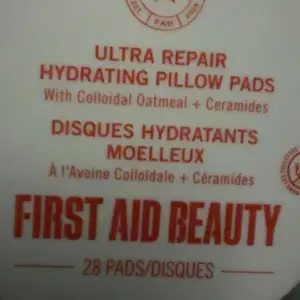 FAB
ULTRA REPAIR
HYDRATING PILLOW PADS
With Colloidal Oatmeal + Ceramides
DISQUES HYDRATANTS
MOELLEUX
À l'Avoine Colloïdale + Céramides
FIRST AID BEAUTY
28 PADS/DISQUES